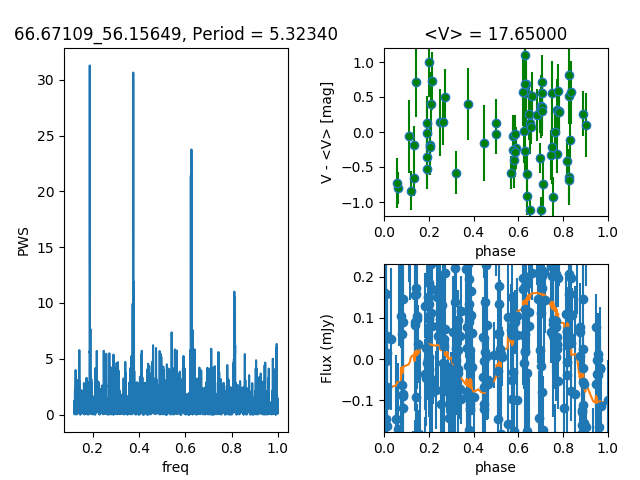 66.67109_56.15649, Period = 5.32340
<V> = 17.65000
PWS
30
25
20
15
10
5
0
0.2 0.4 0.6 0.8 1.0
freq
V - <V> [mag]
1.0
0.5
0.0
−0.5
−1.0
0.0 0.2 0.4 0.6 0.8 1.0
phase
Flux (mJy)
0.2
0.1
0.0
−0.1
0.0 0.2 0.4 0.6 0.8 1.0
phase